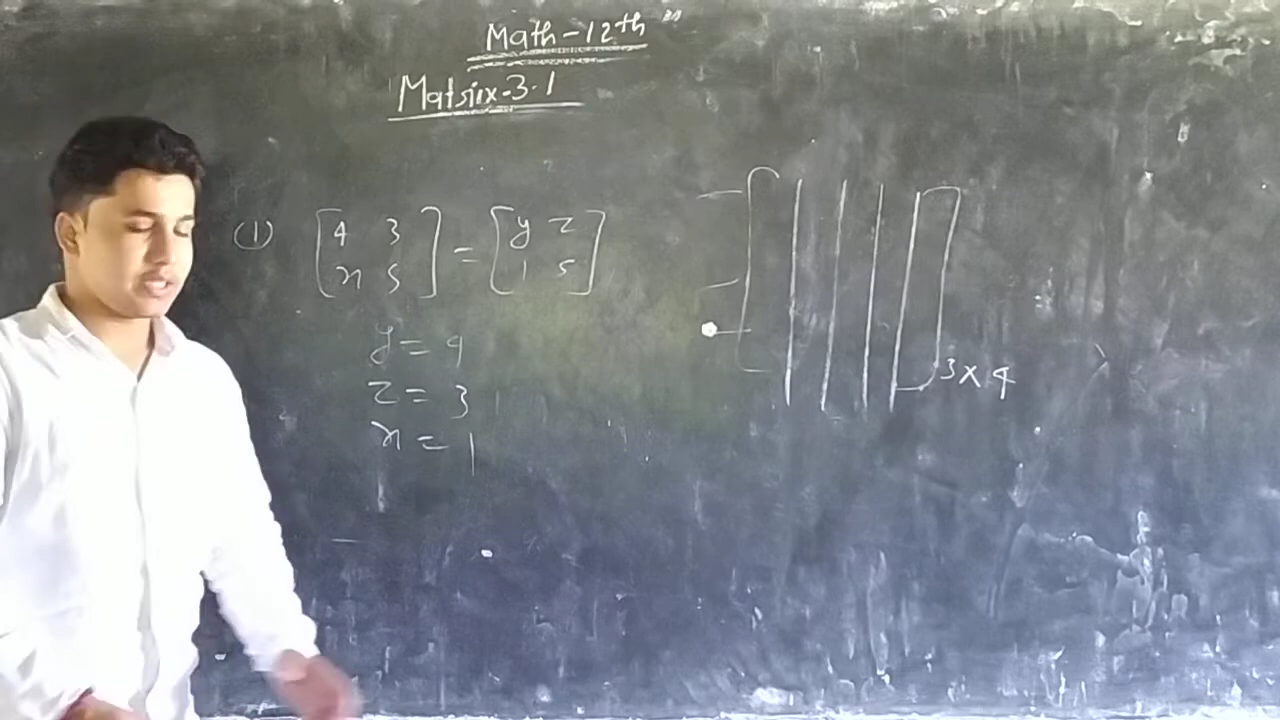 Math-12th "
Matrix-3.1
(1) [4 3
x 5] = [y z
1 5]
y = 4
z = 3
x = 1
3 × 4